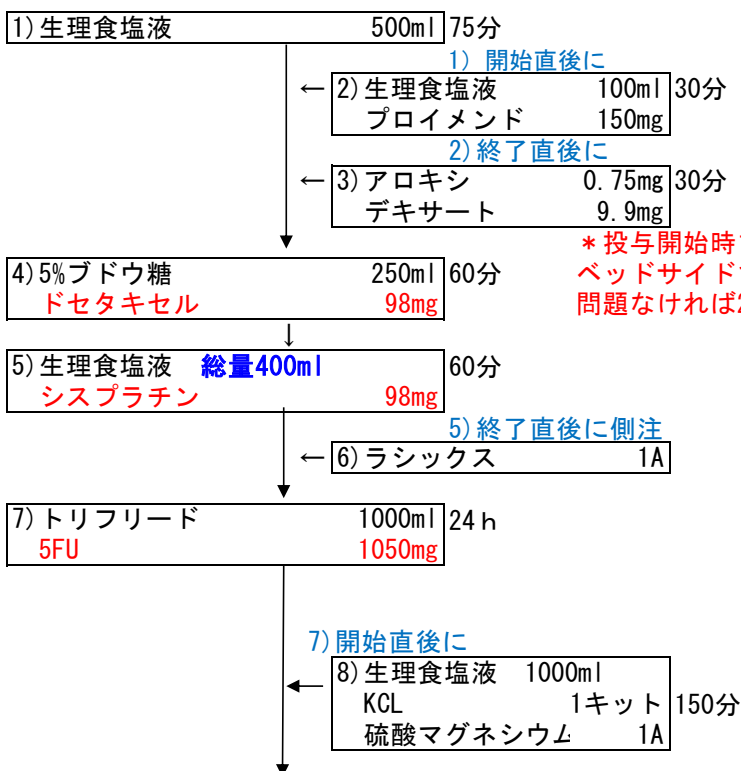 1)生理食塩液 500ml 75分
1) 開始直後に
← 2)生理食塩液 100ml 30分
プロイメンド 150mg
2)終了直後に
← 3)アロキシ 0.75mg 30分
デキサート 9.9mg
＊投与開始時
4)5%ブドウ糖 250ml 60分 ベッドサイド
ドセタキセル 98mg 問題なければ
↓
5)生理食塩液 総量400ml 60分
シスプラチン 98mg
5)終了直後に側注
← 6)ラシックス 1A
7)トリフリード 1000ml 24ｈ
5FU 1050mg
7)開始直後に
8)生理食塩液 1000ml
KCL 1キット 150分
硫酸マグネシウム 1A